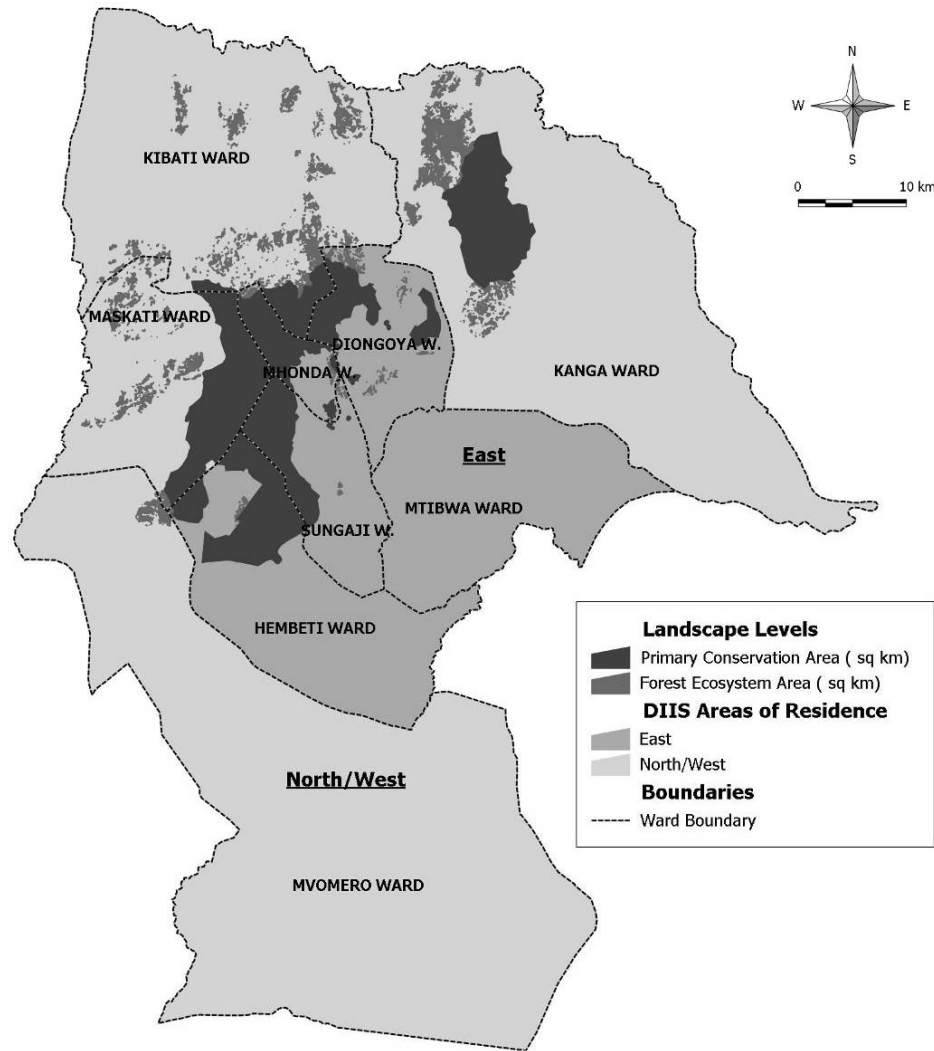 N
W
E
S
0
10 km
KIBATI WARD
MASKATI WARD
DIONGOYA W.
MHONDA W.
KANGA WARD
East
MTIBWA WARD
SUNGAJI W.
HEMBETI WARD
North/West
MVOMERO WARD
Landscape Levels
Primary Conservation Area ( sq km)
Forest Ecosystem Area ( sq km)
DIIS Areas of Residence
East
North/West
Boundaries
Ward Boundary